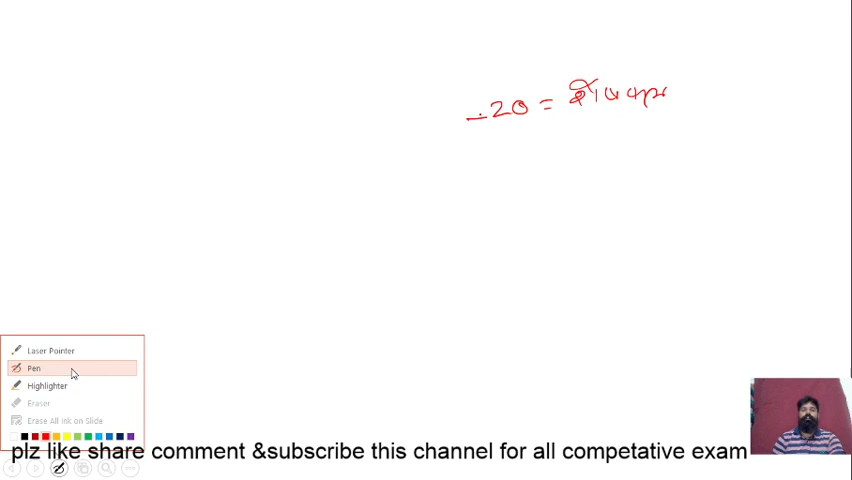 .20 =
Laser Pointer
Pen
Highlighter
Eraser
Erase All Ink on Slide
plz like share comment &subscribe this channel for all competative exam